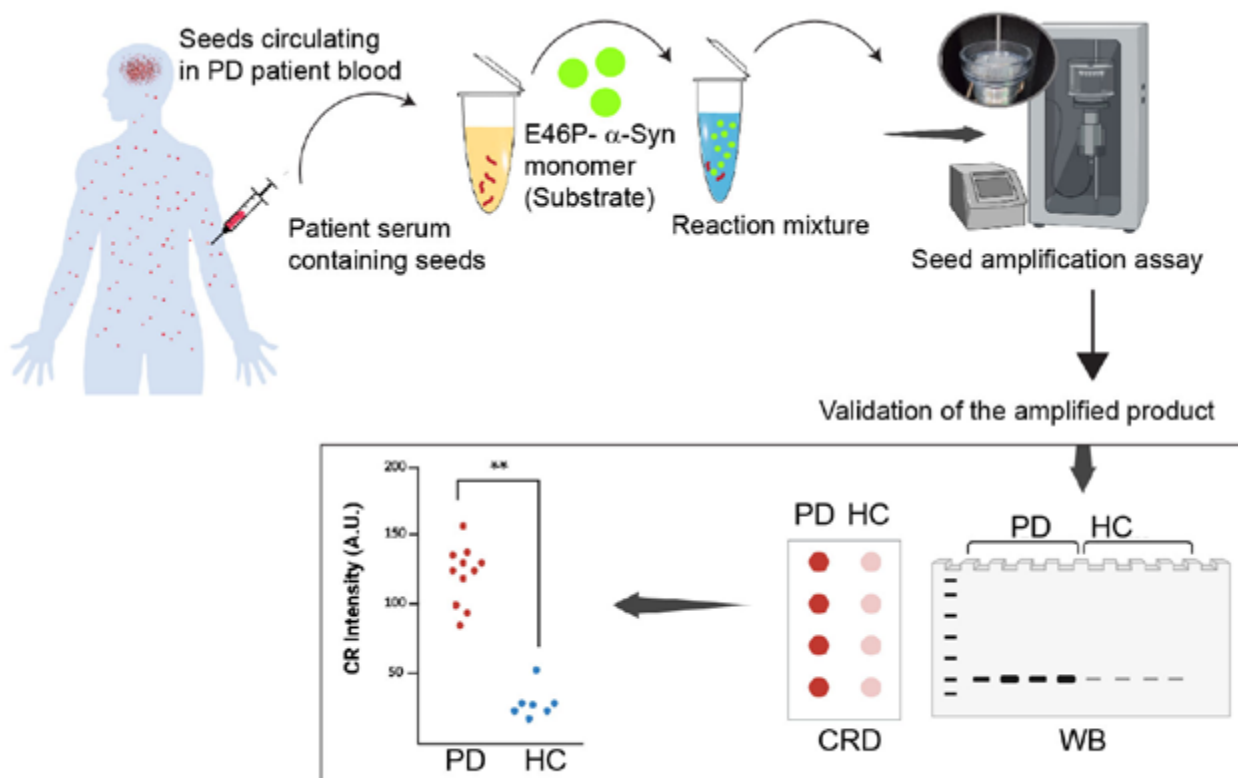 Seeds circulating
in PD patient blood
Patient serum
containing seeds
E46P- α-Syn
monomer
(Substrate)
Reaction mixture
Seed amplification assay
Validation of the amplified product
CR Intensity (A.U.)
200
150
100
50
**
PD HC
PD HC
CRD
PD HC
WB